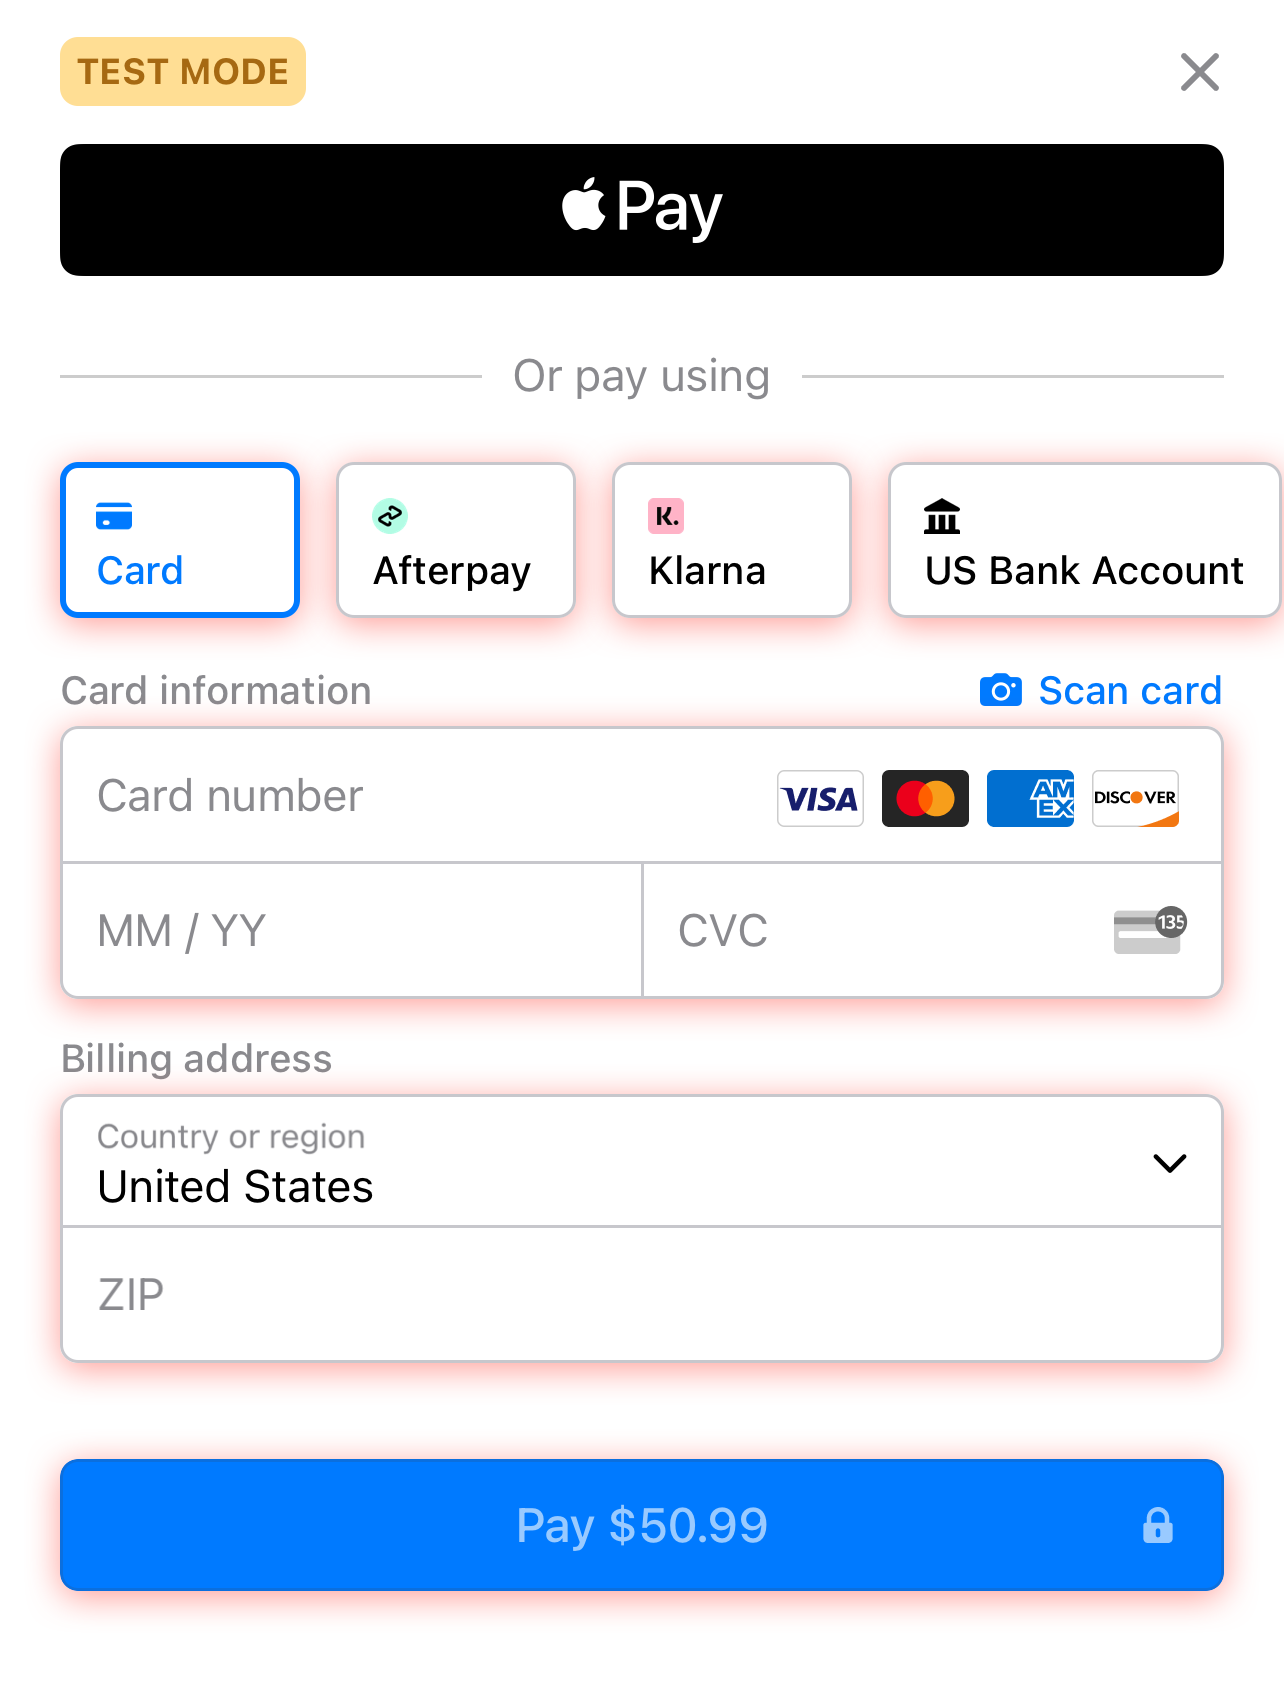 TEST MODE
Pay
Or pay using
Card
Afterpay
K.
Klarna
US Bank Account
Card information
Scan card
Card number
VISA
AM
EX
DISCOVER
MM / YY
CVC
135
Billing address
Country or region
United States
ZIP
Pay $50.99